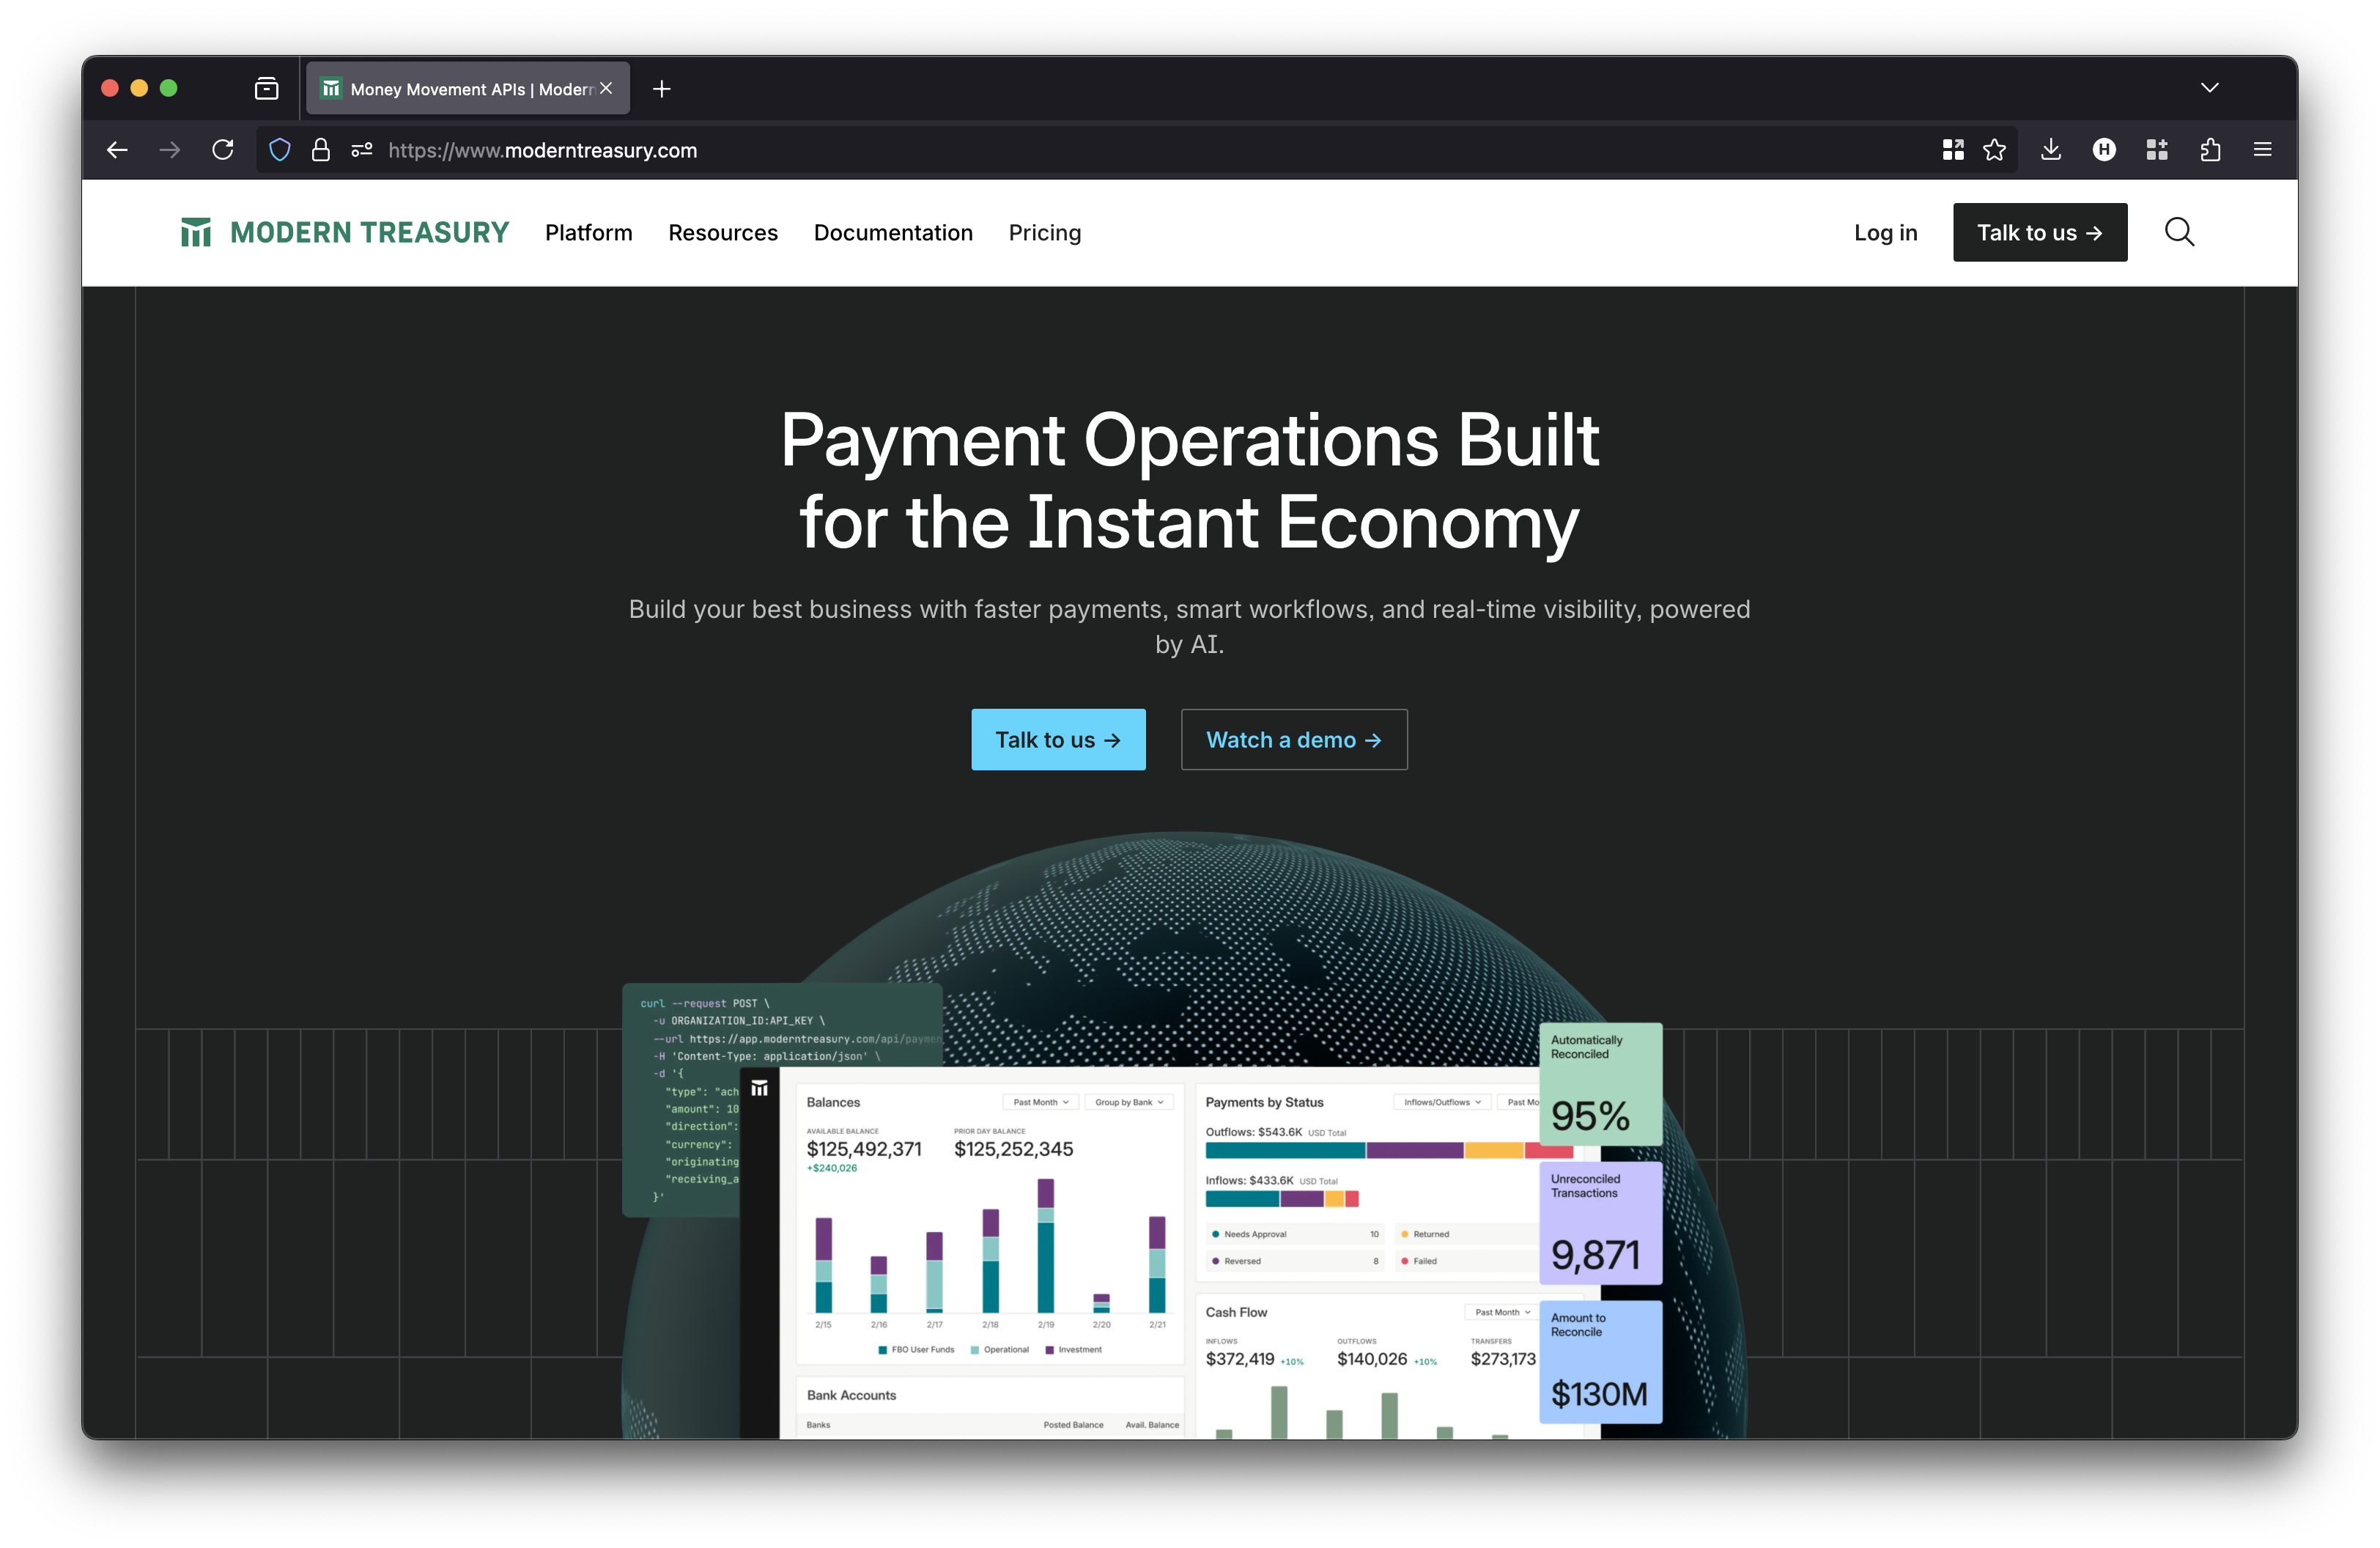 Money Movement APIs | Modern
https://www.moderntreasury.com
MODERN TREASURY
Platform
Resources
Documentation
Pricing
Log in
Talk to us →
Payment Operations Built
for the Instant Economy
Build your best business with faster payments, smart workflows, and real-time visibility, powered
by AI.
Talk to us →
Watch a demo →
curl --request POST \
-u ORGANIZATION_ID:API_KEY \
--url https://app.moderntreasury.com/api/paymen
-H 'Content-Type: application/json' \
-d '{
"type": "ach
"amount": 10
"direction":
"currency":
"originating
"receiving_a
}'
Balances
Past Month
Group by Bank
AVAILABLE BALANCE
PRIOR DAY BALANCE
$125,492,371
$125,252,345
+$240,026
2/15 2/16 2/17 2/18 2/19 2/20 2/21
FBO User Funds Operational Investment
Bank Accounts
Banks Posted Balance Avail. Balance
Payments by Status
Inflows/Outflows
Past Mo
Outflows: $543.6K USD Total
Inflows: $433.6K USD Total
Needs Approval 10
Returned
Reversed 8
Failed
Cash Flow
Past Month
INFLOWS OUTFLOWS TRANSFERS
$372,419 +10% $140,026 +10% $273,173
Automatically
Reconciled
95%
Unreconciled
Transactions
9,871
Amount to
Reconcile
$130M